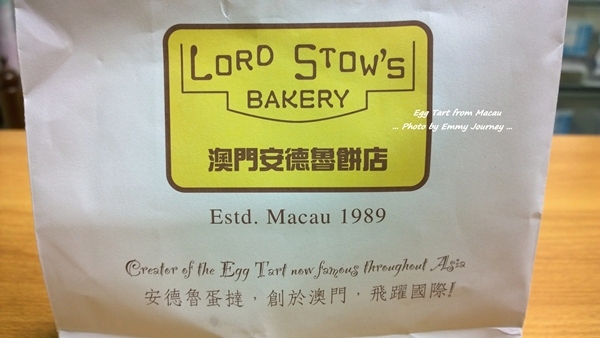 LORD STOW'S
BAKERY
澳門安德魯餅店
Egg Tart from Macau
... Photo by Emmy Journey ...
Estd. Macau 1989
Creator of the Egg Tart now famous throughout Asia
安德魯蛋撻，創於澳門，飛躍國際！